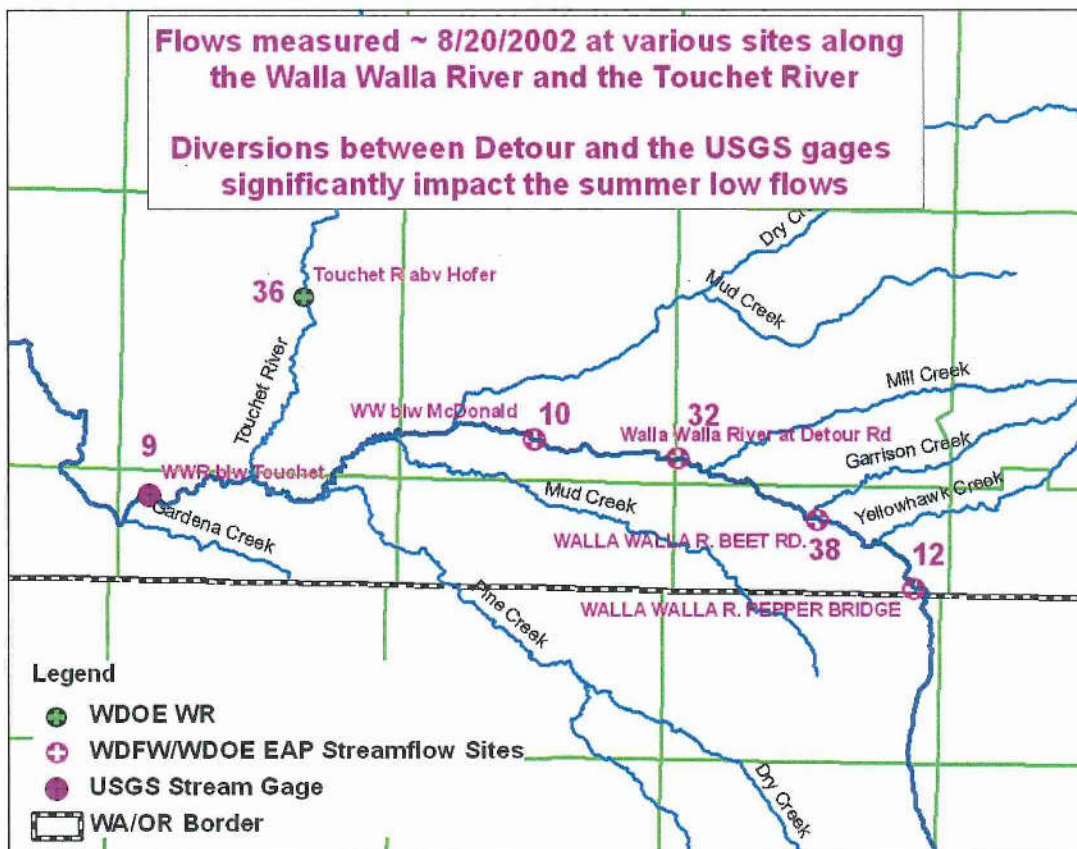 Flows measured ~ 8/20/2002 at various sites along
the Walla Walla River and the Touchet River
Diversions between Detour and the USGS gages
significantly impact the summer low flows
Dry Cre
Touchet R abv Hofer
36
Mud Creek
Touchet River
Mill Creek
WW blw McDonald
10
32
Walla Walla River at Detour Rd
Garrison Creek
9
WWR blw Touchet
Mud Creek
Yellowhawk Creek
Gardena Creek
WALLA WALLA R. BEET RD.
38
12
WALLA WALLA R. PEPPER BRIDGE
Pine Creek
Dry Creek
Legend
WDOE WR
WDFW/WDOE EAP Streamflow Sites
USGS Stream Gage
WA/OR Border